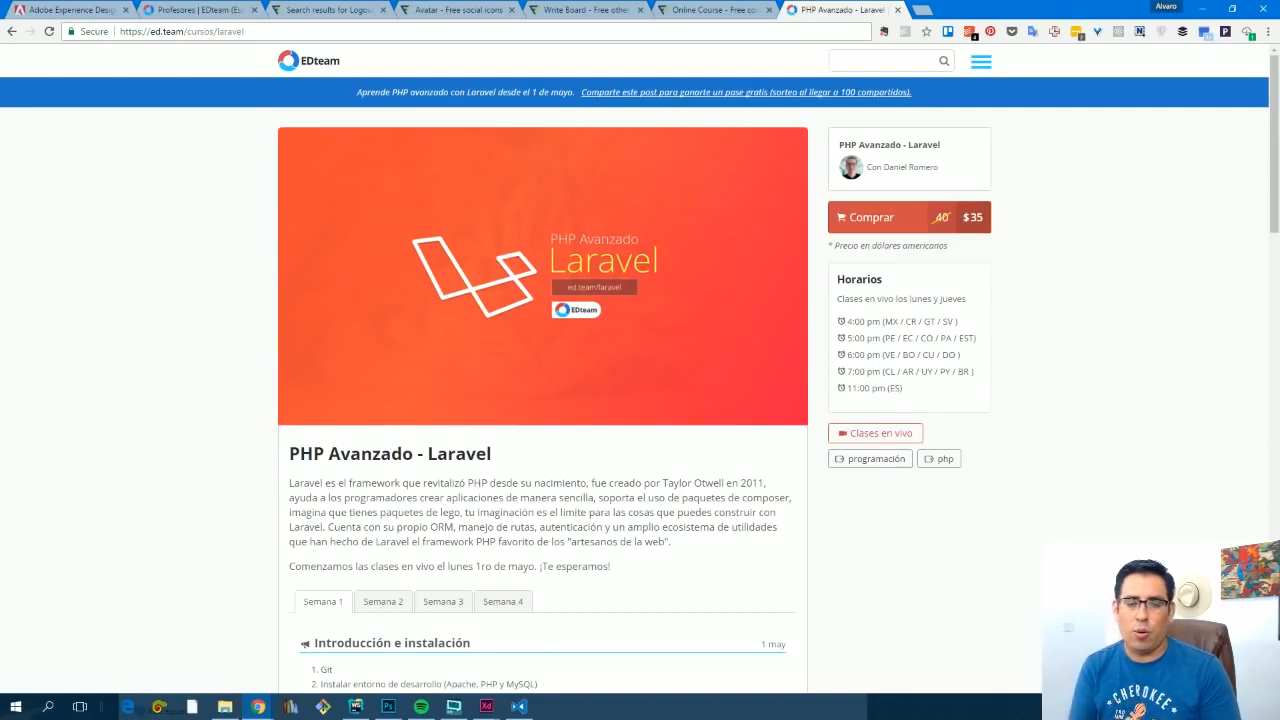 Adobe Experience Des
Profesores | EDteam
Search results for Logou
Avatar - Free social icons
Write Board - Free othe
Online Course - Free co
PHP Avanzado - Laravel
Alvaro
Es seguro | https://ed.team/cursos/laravel
EDteam
Aprende PHP avanzado con Laravel desde el 1 de mayo. Comparte este post para ganarte un pase gratis (sorteo al llegar a 100 compartidos).
PHP Avanzado
Laravel
ed.team/laravel
EDteam
PHP Avanzado - Laravel
Con Daniel Romero
Comprar 40 $35
* Precio en dólares americanos
Horarios
Clases en vivo los lunes y jueves
4:00 pm (MX / CR / GT / SV )
5:00 pm (PE / EC / CO / PA / EST)
6:00 pm (VE / BO / CU / DO )
7:00 pm (CL / AR / UY / PY / BR )
11:00 pm (ES)
Clases en vivo
programación php
PHP Avanzado - Laravel
Laravel es el framework que revitalizó PHP desde su nacimiento, fue creado por Taylor Otwell en 2011,
ayuda a los programadores crear aplicaciones de manera sencilla, soporta el uso de paquetes de composer,
imagina que tienes paquetes de lego, tu imaginación es el límite para las cosas que puedes construir con
Laravel. Cuenta con su propio ORM, manejo de rutas, autenticación y un amplio ecosistema de utilidades
que han hecho de Laravel el framework PHP favorito de los "artesanos de la web".
Comenzamos las clases en vivo el lunes 1ro de mayo. ¡Te esperamos!
Semana 1 Semana 2 Semana 3 Semana 4
Introducción e instalación 1 may
1. Git
2. Instalar entorno de desarrollo (Apache, PHP y MySQL)
CHEROKEE